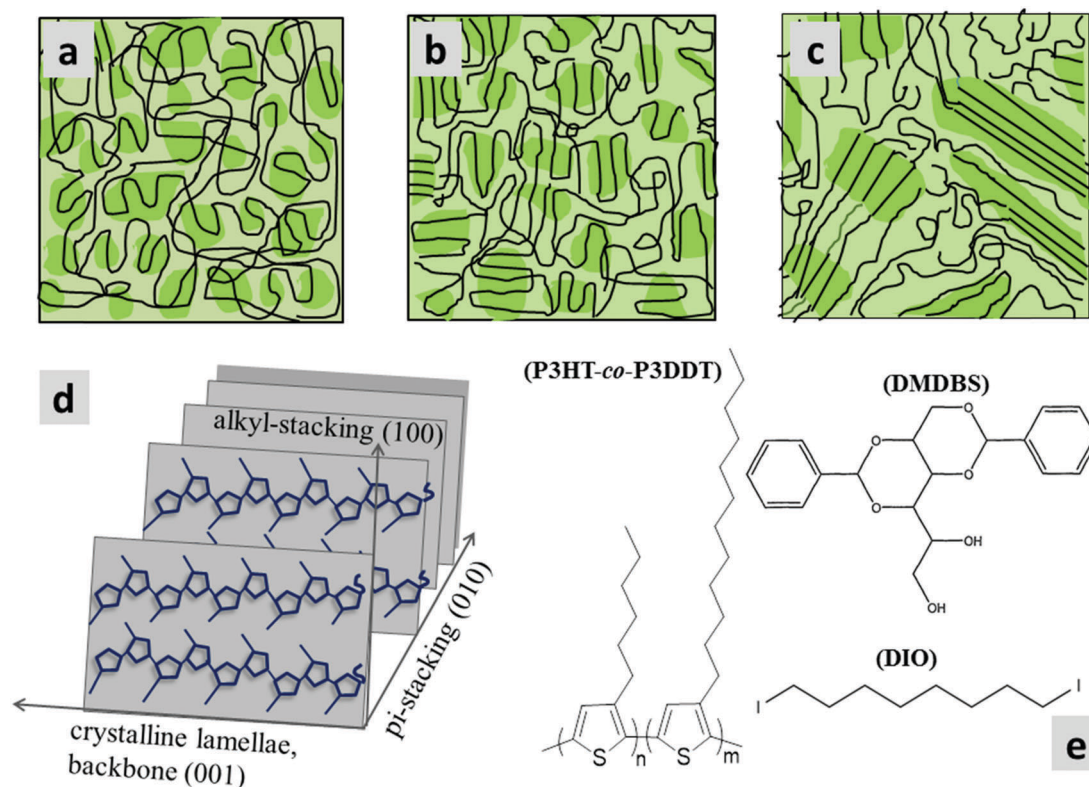 a
b
c
d
alkyl-stacking (100)
pi-stacking (010)
crystalline lamellae,
backbone (001)
(P3HT-co-P3DDT)
S
n
S
m
(DMDBS)
O
O
O
O
OH
OH
(DIO)
I
I
e